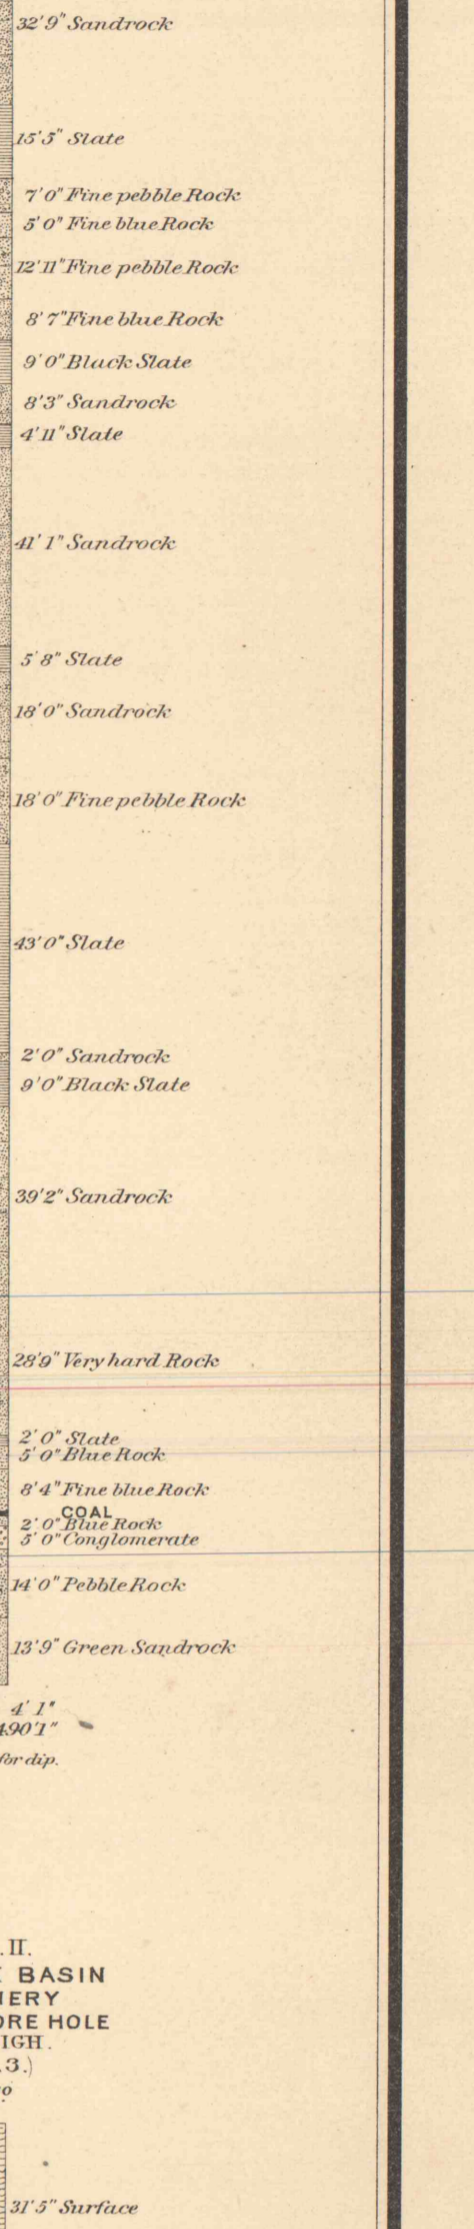 32'9" Sandrock
15'5" Slate
7'0" Fine pebble Rock
5'0" Fine blue Rock
12'11" Fine pebble Rock
8'7" Fine blue Rock
9'0" Black Slate
8'3" Sandrock
4'11" Slate
41'1" Sandrock
5'8" Slate
18'0" Sandrock
18'0" Fine pebble Rock
43'0" Slate
2'0" Sandrock
9'0" Black Slate
39'2" Sandrock
28'9" Very hard Rock
2'0" Slate
5'0" Blue Rock
8'4" Fine blue Rock
COAL
2'0" Blue Rock
5'0" Conglomerate
14'0" Pebble Rock
13'9" Green Sandrock
4'1"
490'1"
for dip.
. II.
BASIN
IERY
ORE HOLE
IGH.
.3.)
31'5" Surface